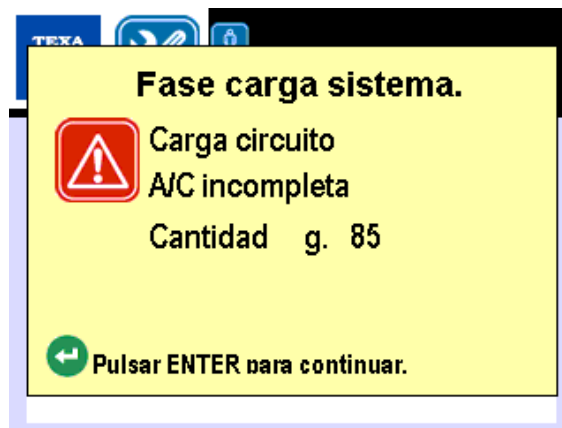 TEXA
Fase carga sistema.
Carga circuito
A/C incompleta
Cantidad g. 85
Pulsar ENTER para continuar.